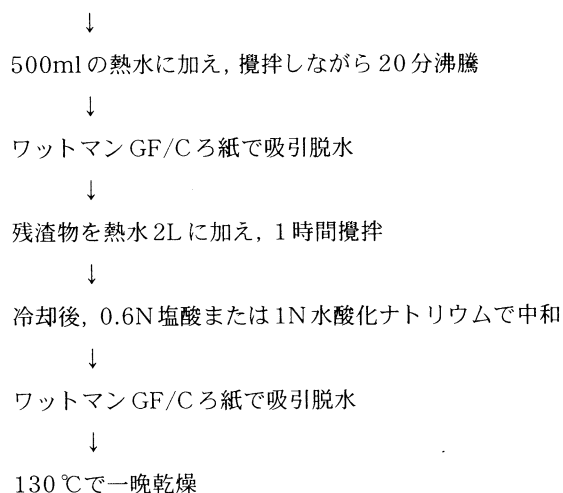 ↓
500mlの熱水に加え,攪拌しながら20分沸騰
↓
ワットマンGF/Cろ紙で吸引脱水
↓
残渣物を熱水2Lに加え,1時間攪拌
↓
冷却後,0.6N塩酸または1N水酸化ナトリウムで中和
↓
ワットマンGF/Cろ紙で吸引脱水
↓
130℃で一晩乾燥